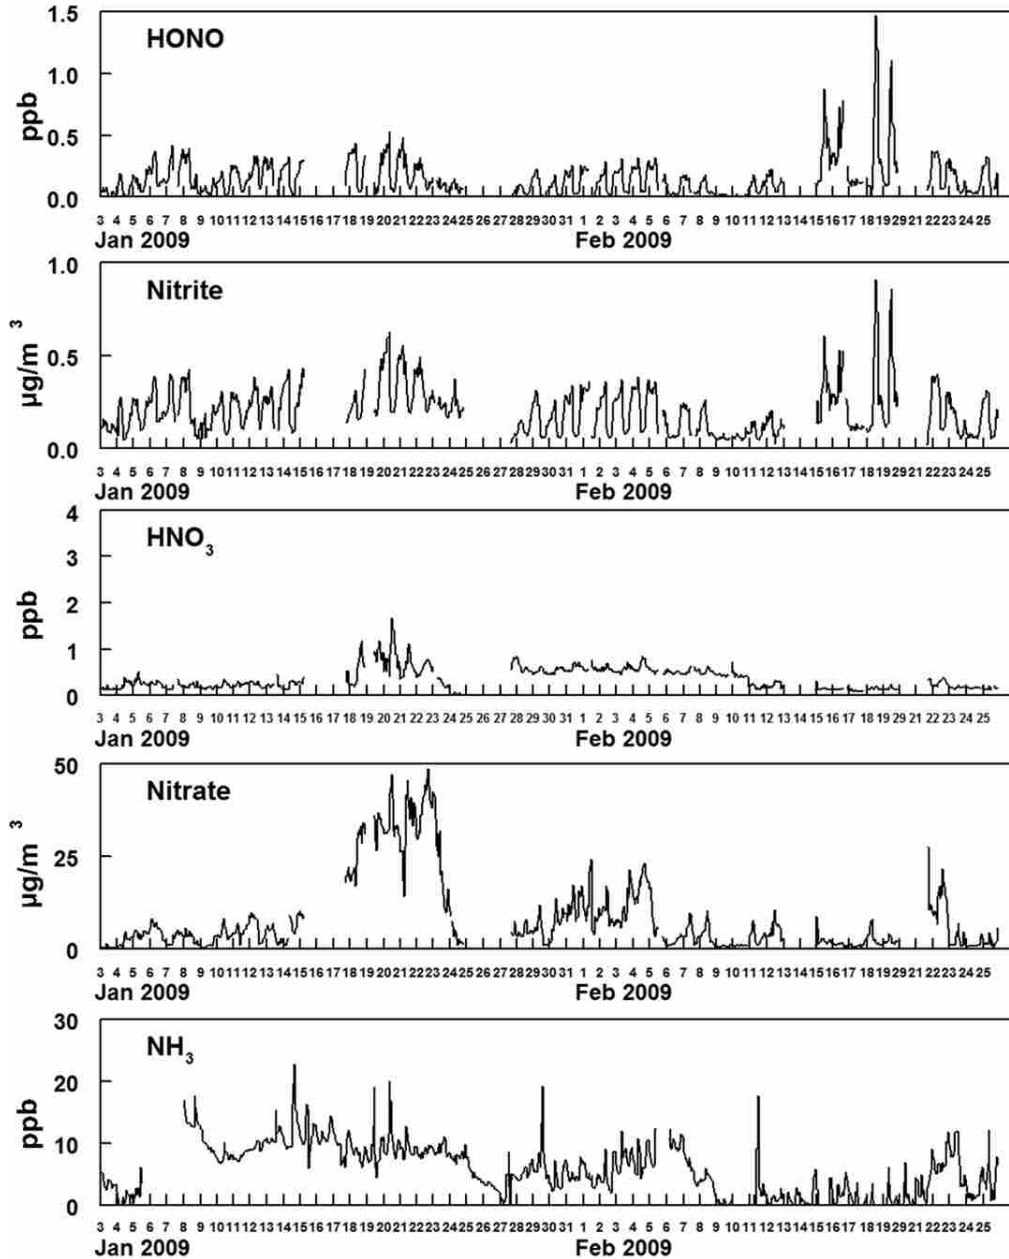 HONO
1.5
1.0
0.5
0.0
ppb
3 4 5 6 7 8 9 10 11 12 13 14 15 16 17 18 19 20 21 22 23 24 25 26 27 28 29 30 31 1 2 3 4 5 6 7 8 9 10 11 12 13 14 15 16 17 18 19 29 21 22 23 24 25
Jan 2009 Feb 2009
Nitrite
1.0
0.5
0.0
µg/m ³
3 4 5 6 7 8 9 10 11 12 13 14 15 16 17 18 19 20 21 22 23 24 25 26 27 28 29 30 31 1 2 3 4 5 6 7 8 9 10 11 12 13 14 15 16 17 18 19 29 21 22 23 24 25
Jan 2009 Feb 2009
HNO₃
4
3
2
1
0
ppb
3 4 5 6 7 8 9 10 11 12 13 14 15 16 17 18 19 20 21 22 23 24 25 26 27 28 29 30 31 1 2 3 4 5 6 7 8 9 10 11 12 13 14 15 16 17 18 19 29 21 22 23 24 25
Jan 2009 Feb 2009
Nitrate
50
25
0
µg/m ³
3 4 5 6 7 8 9 10 11 12 13 14 15 16 17 18 19 20 21 22 23 24 25 26 27 28 29 30 31 1 2 3 4 5 6 7 8 9 10 11 12 13 14 15 16 17 18 19 29 21 22 23 24 25
Jan 2009 Feb 2009
NH₃
30
20
10
0
ppb
3 4 5 6 7 8 9 10 11 12 13 14 15 16 17 18 19 20 21 22 23 24 25 26 27 28 29 30 31 1 2 3 4 5 6 7 8 9 10 11 12 13 14 15 16 17 18 19 29 21 22 23 24 25
Jan 2009 Feb 2009